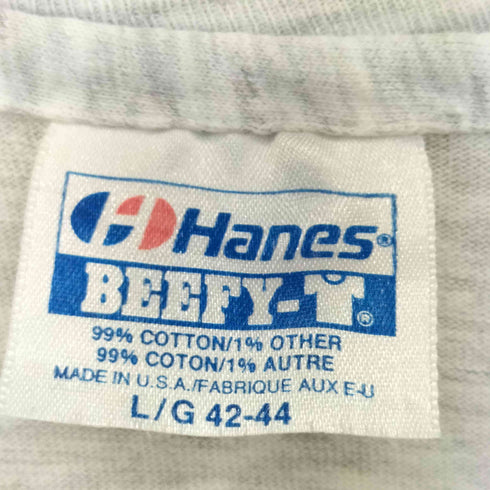 Hanes®
BEEFY-T®
99% COTTON/1% OTHER
99% COTON/1% AUTRE
MADE IN U.S.A./FABRIQUE AUX E-U
L/G 42-44